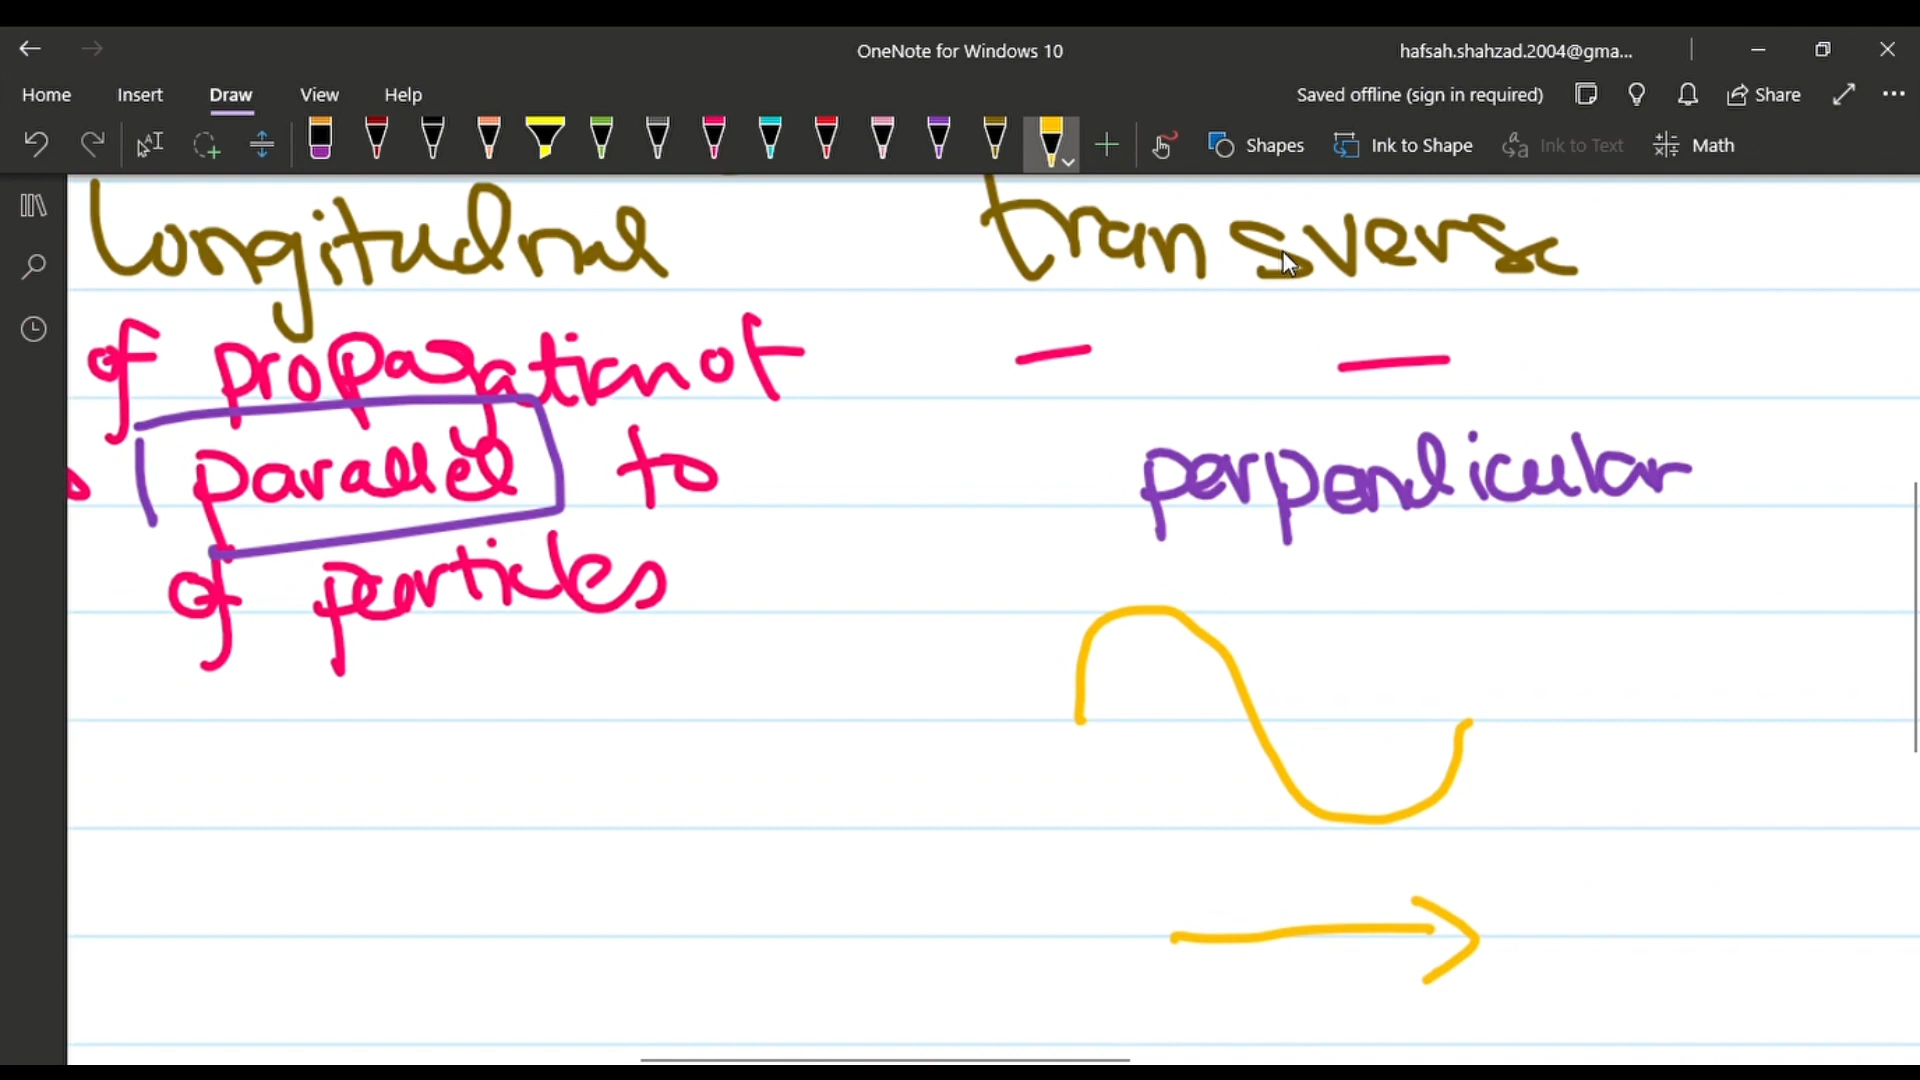 OneNote for Windows 10
hafsah.shahzad.2004@gma...
Home Insert Draw View Help
Saved offline (sign in required) Share
Shapes Ink to Shape Ink to Text Math
longitudnal transverse
of propagation of — —
parallel to perpendicular
of particles